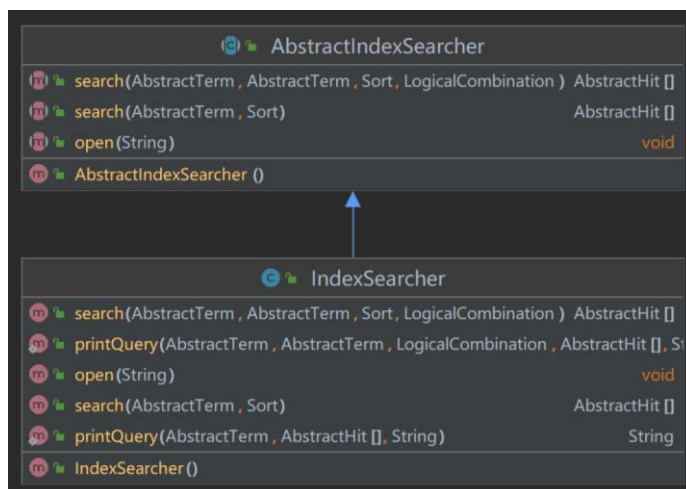 AbstractIndexSearcher
search(AbstractTerm, AbstractTerm, Sort, LogicalCombination) AbstractHit[]
search(AbstractTerm, Sort) AbstractHit[]
open(String) void
AbstractIndexSearcher()
IndexSearcher
search(AbstractTerm, AbstractTerm, Sort, LogicalCombination) AbstractHit[]
printQuery(AbstractTerm, AbstractTerm, LogicalCombination, AbstractHit[],
open(String) void
search(AbstractTerm, Sort) AbstractHit[]
printQuery(AbstractTerm, AbstractHit[], String) String
IndexSearcher()